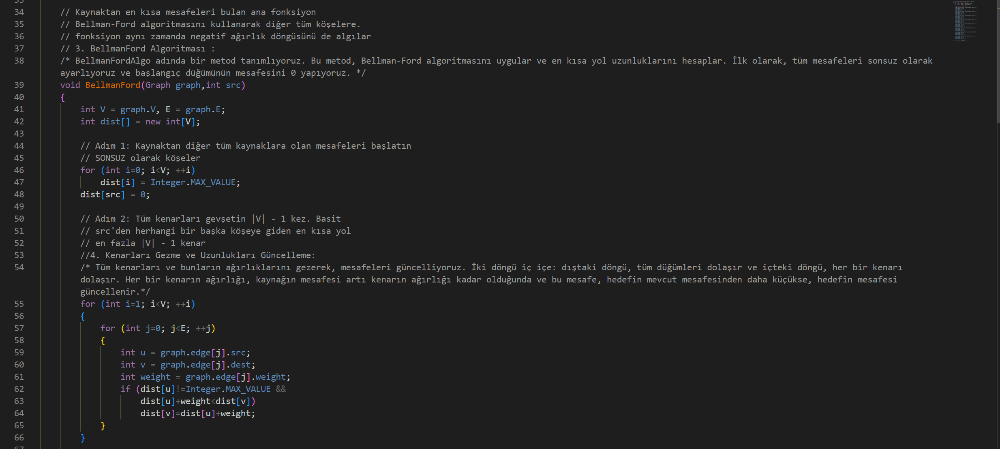 34 // Kaynaktan en kısa mesafeleri bulan ana fonksiyon
35 // Bellman-Ford algoritmasını kullanarak diğer tüm köşelere.
36 // fonksiyon aynı zamanda negatif ağırlık döngüsünü de algılar
37 // 3. BellmanFord Algoritması :
38 /* BellmanFordAlgo adında bir metod tanımlıyoruz. Bu metod, Bellman-Ford algoritmasını uygular ve en kısa yol uzunluklarını hesaplar. İlk olarak, tüm mesafeleri sonsuz olarak
ayarlıyoruz ve başlangıç düğümünün mesafesini 0 yapıyoruz. */
39 void BellmanFord(Graph graph,int src)
40 {
41 int V = graph.V, E = graph.E;
42 int dist[] = new int[V];
43
44 // Adım 1: Kaynaktan diğer tüm kaynaklara olan mesafeleri başlatın
45 // SONSUZ olarak köşeler
46 for (int i=0; i<V; ++i)
47 dist[i] = Integer.MAX_VALUE;
48 dist[src] = 0;
49
50 // Adım 2: Tüm kenarları gevşetin |V| - 1 kez. Basit
51 // src'den herhangi bir başka köşeye giden en kısa yol
52 // en fazla |V| - 1 kenar
53 //4. Kenarları Gezme ve Uzunlukları Güncelleme:
54 /* Tüm kenarları ve bunların ağırlıklarını gezerek, mesafeleri güncelliyoruz. İki döngü iç içe: dıştaki döngü, tüm düğümleri dolaşır ve içteki döngü, her bir kenarı
dolaşır. Her bir kenarın ağırlığı, kaynağın mesafesi artı kenarın ağırlığı kadar olduğunda ve bu mesafe, hedefin mevcut mesafesinden daha küçükse, hedefin mesafesi
güncellenir.*/
55 for (int i=1; i<V; ++i)
56 {
57 for (int j=0; j<E; ++j)
58 {
59 int u = graph.edge[j].src;
60 int v = graph.edge[j].dest;
61 int weight = graph.edge[j].weight;
62 if (dist[u]!=Integer.MAX_VALUE &&
63 dist[u]+weight<dist[v])
64 dist[v]=dist[u]+weight;
65 }
66 }